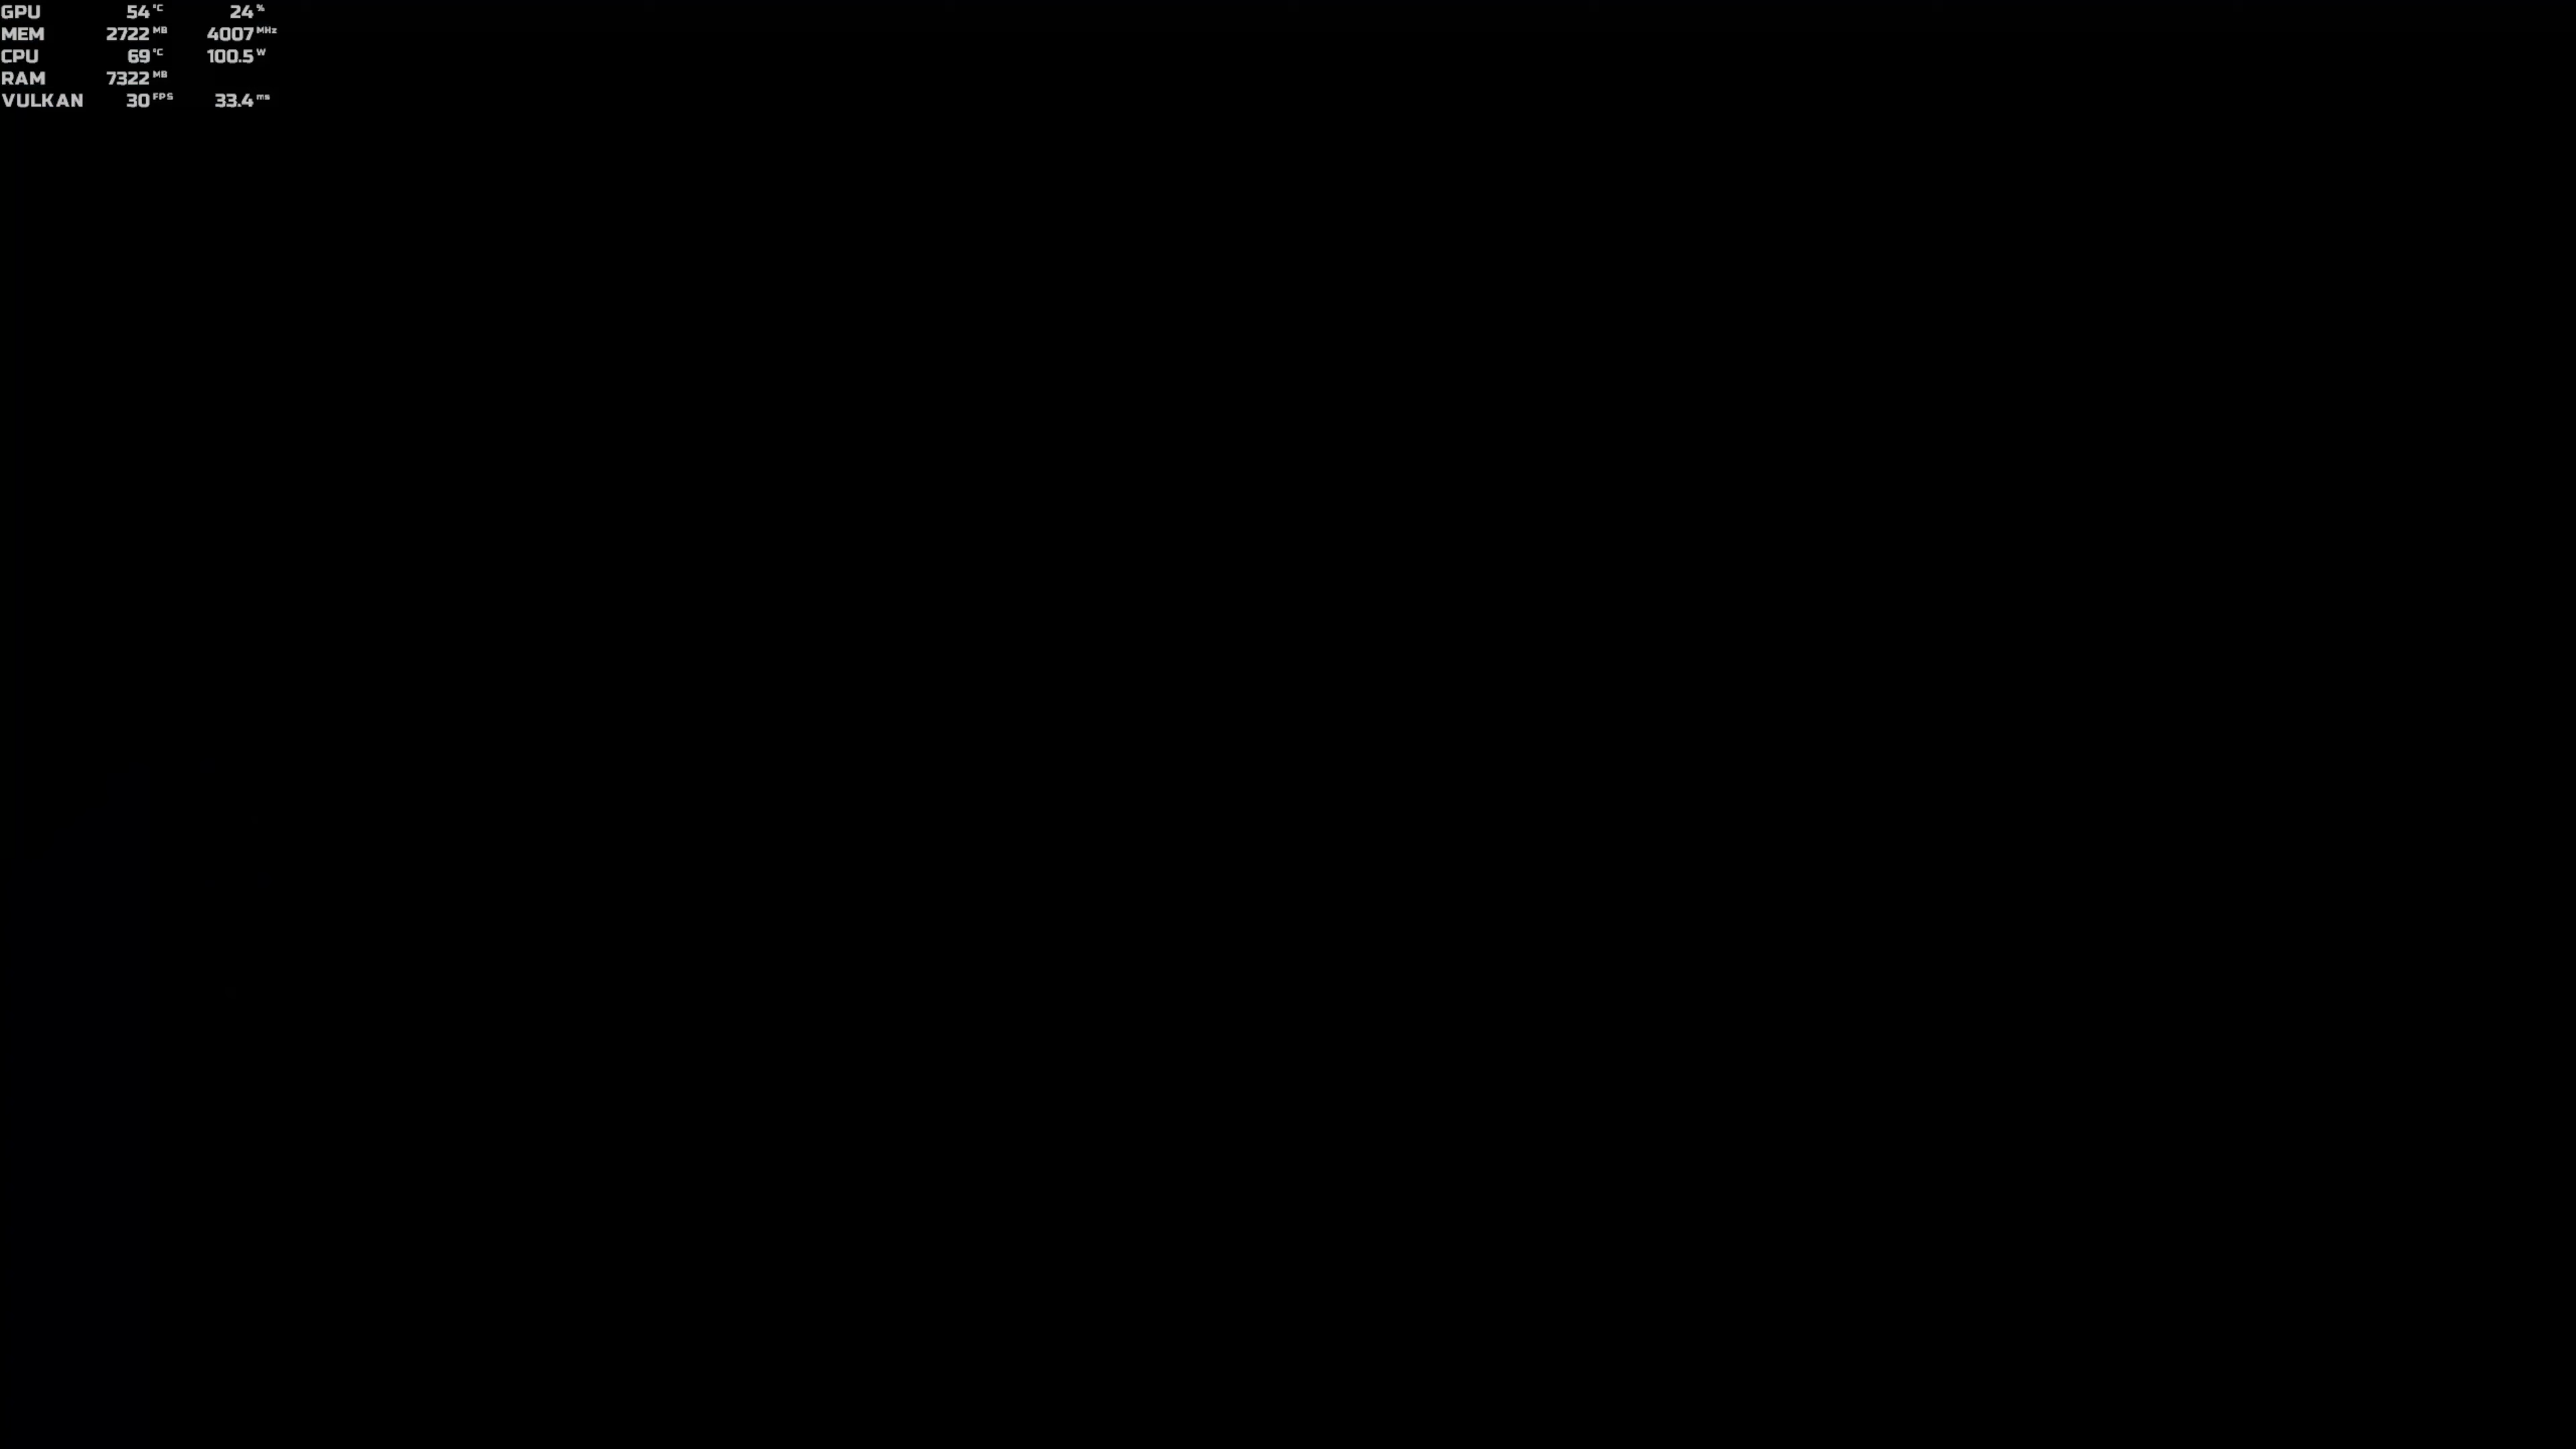 GPU 54 °C 24 %
MEM 2722 MB 4007 MHz
CPU 69 °C 100.5 W
RAM 7322 MB
VULKAN 30 FPS 33.4 ms